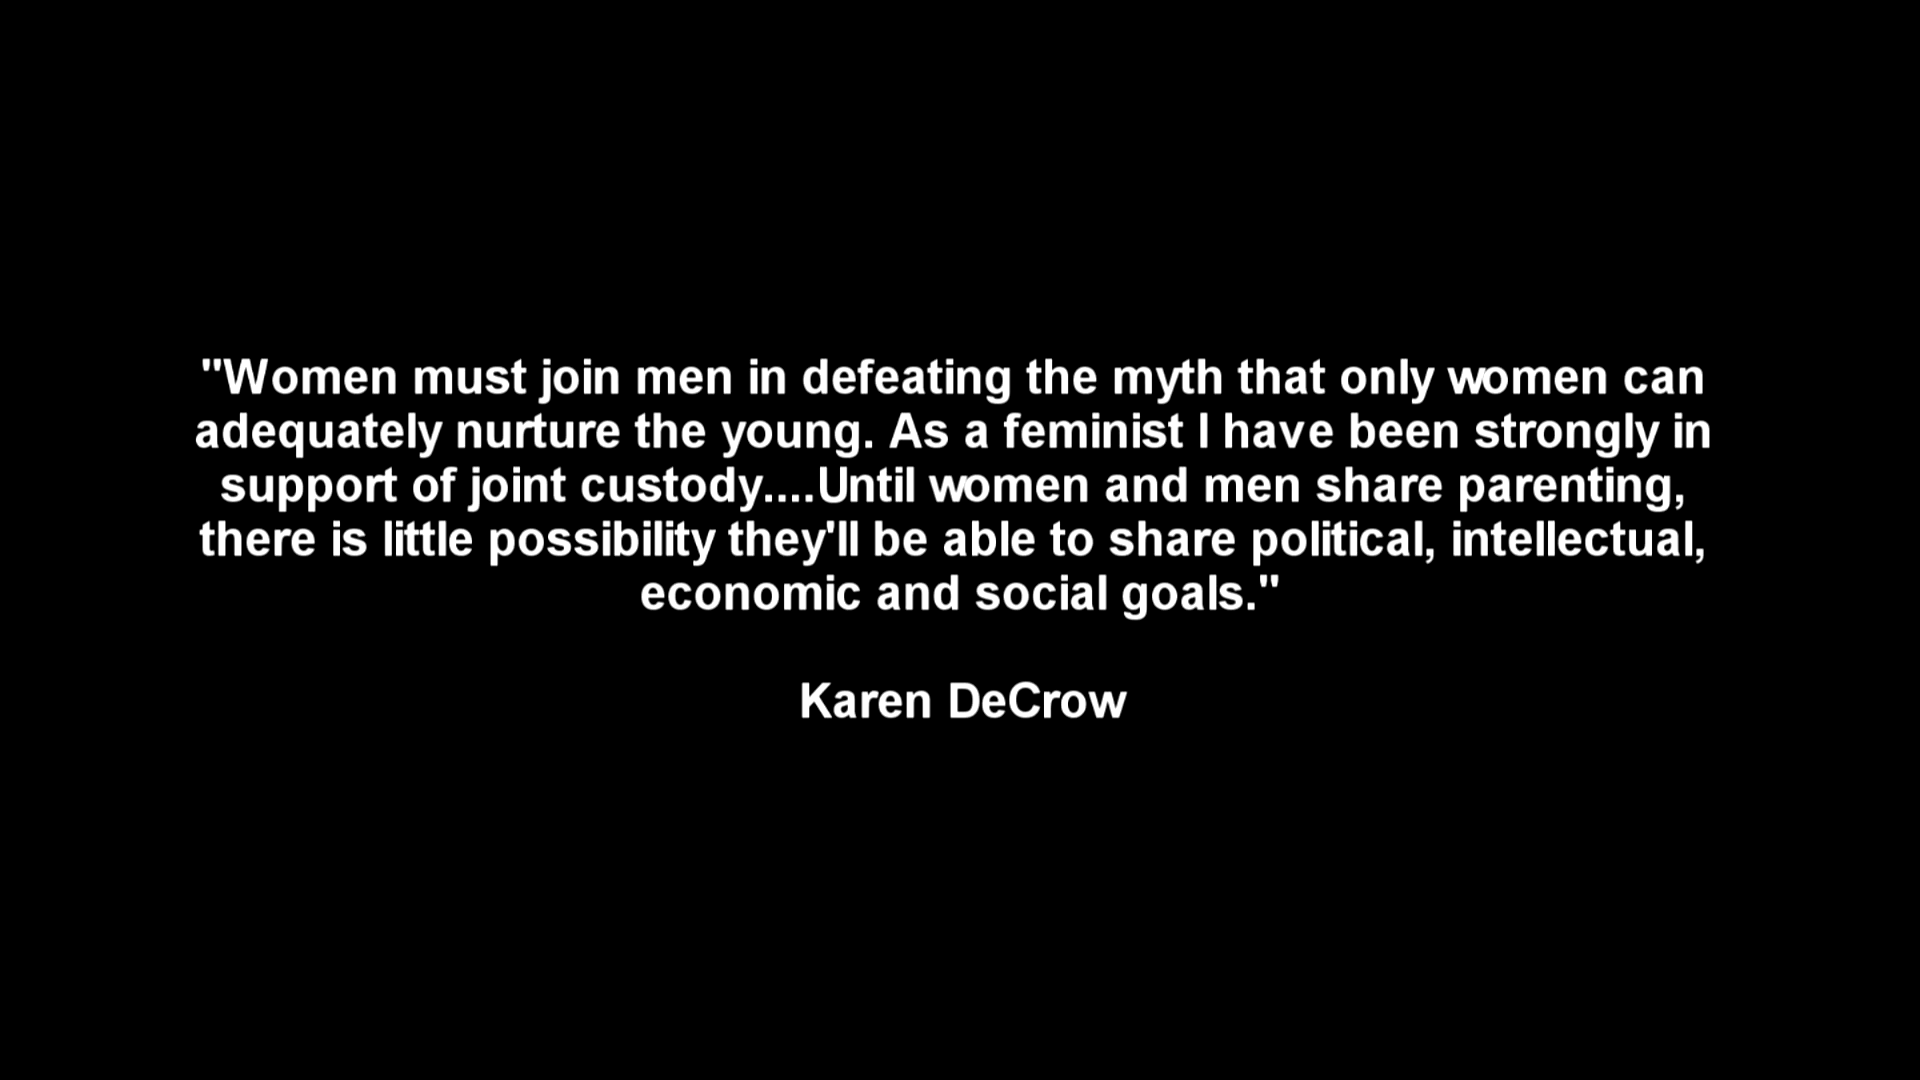 "Women must join men in defeating the myth that only women can
adequately nurture the young. As a feminist I have been strongly in
support of joint custody....Until women and men share parenting,
there is little possibility they'll be able to share political, intellectual,
economic and social goals."
Karen DeCrow